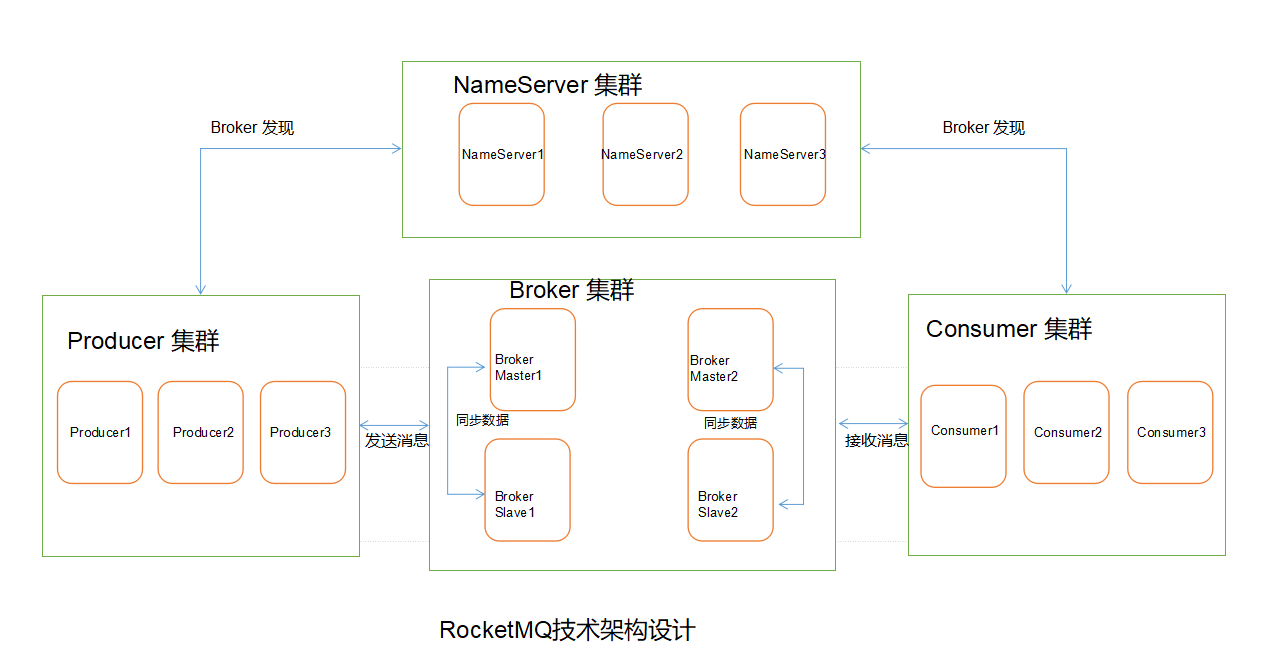 NameServer 集群
Broker 发现
Broker 发现
NameServer1
NameServer2
NameServer3
Broker 集群
Producer 集群
Consumer 集群
Broker
Master1
Broker
Master2
同步数据
同步数据
Producer1
Producer2
Producer3
发送消息
接收消息
Consumer1
Consumer2
Consumer3
Broker
Slave1
Broker
Slave2
RocketMQ技术架构设计